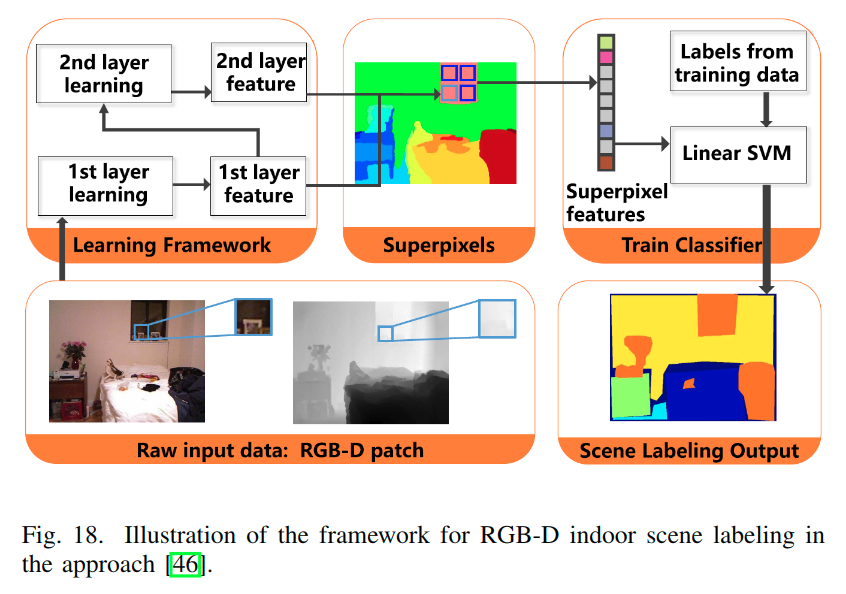 2nd layer
learning
2nd layer
feature
1st layer
learning
1st layer
feature
Learning Framework
Superpixels
Labels from
training data
Linear SVM
Superpixel
features
Train Classifier
Raw input data: RGB-D patch
Scene Labeling Output
Fig. 18. Illustration of the framework for RGB-D indoor scene labeling in
the approach [46].